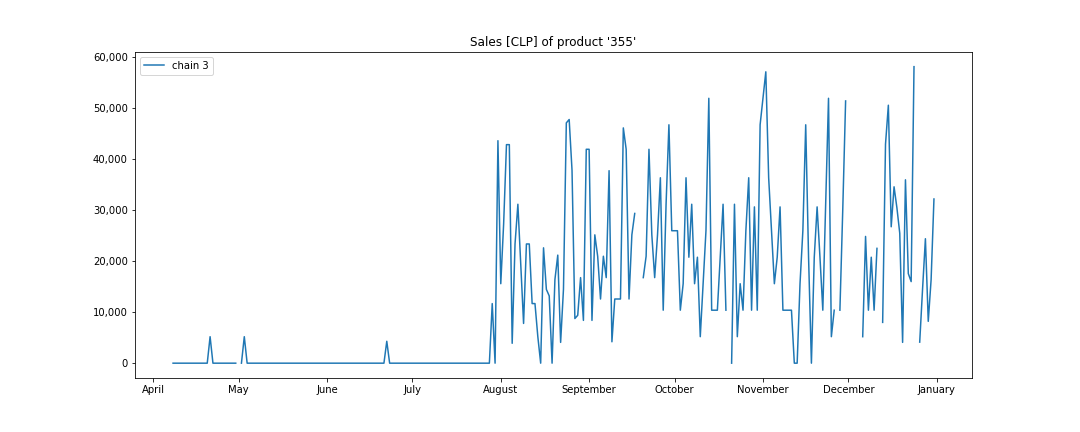 Sales [CLP] of product '355'
chain 3
60,000
50,000
40,000
30,000
20,000
10,000
0
April May June July August September October November December January